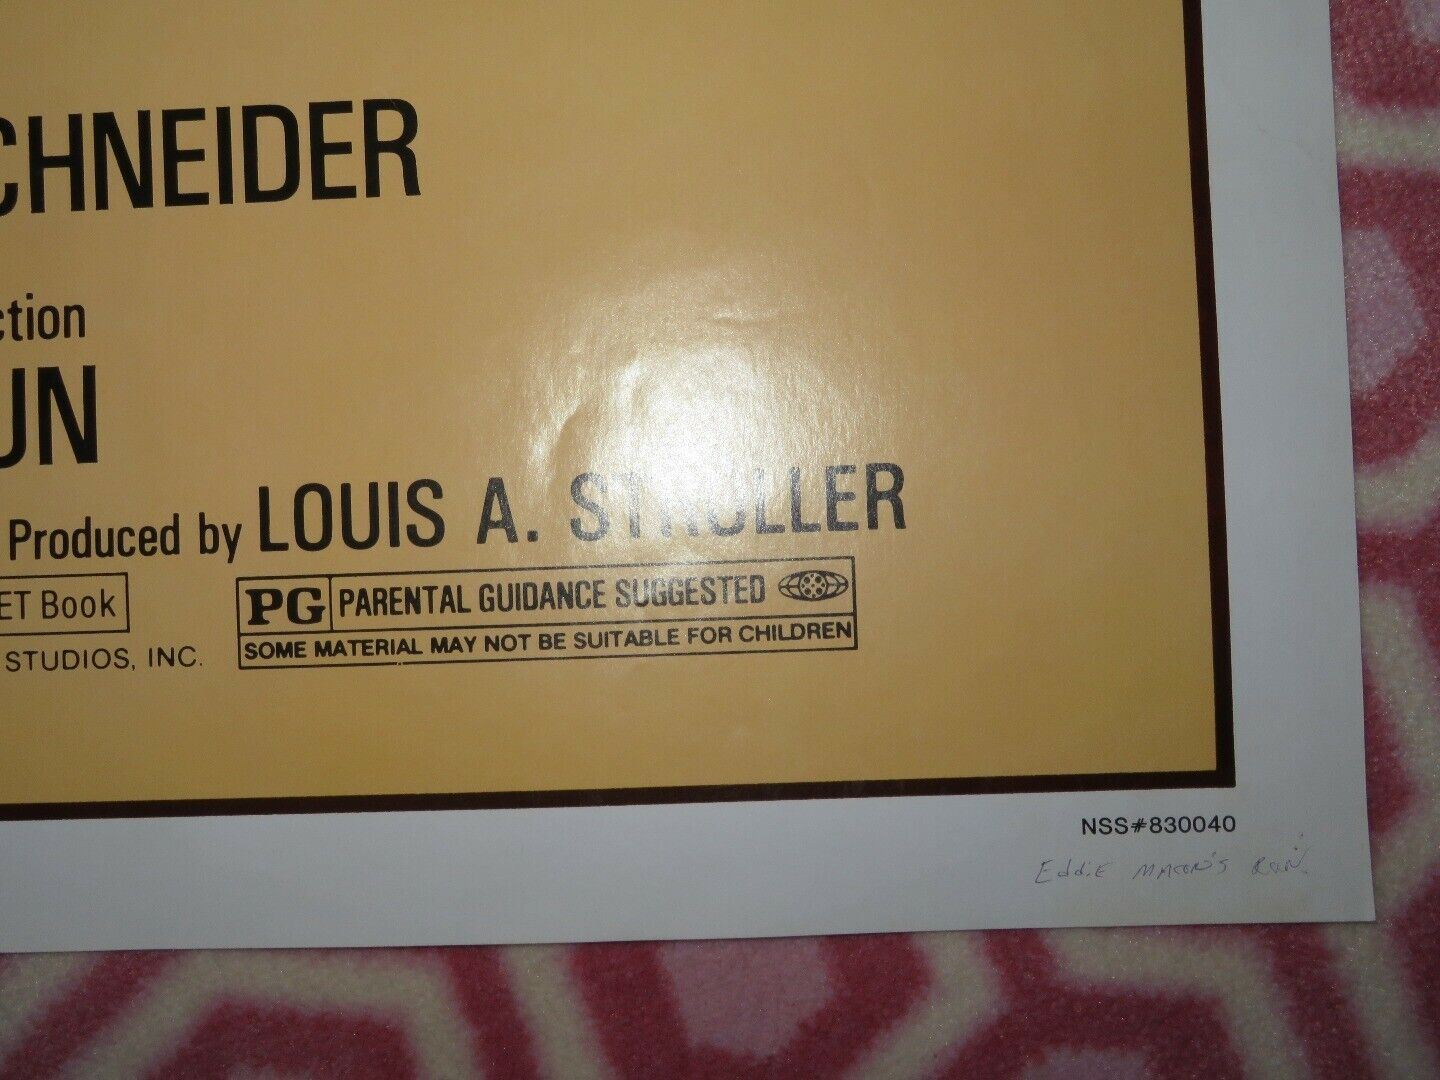 CHNEIDER
ction
UN
Produced by LOUIS A. STROLLER
ET Book
PG PARENTAL GUIDANCE SUGGESTED
SOME MATERIAL MAY NOT BE SUITABLE FOR CHILDREN
STUDIOS, INC.
NSS#830040
Eddie MACON'S RUN.